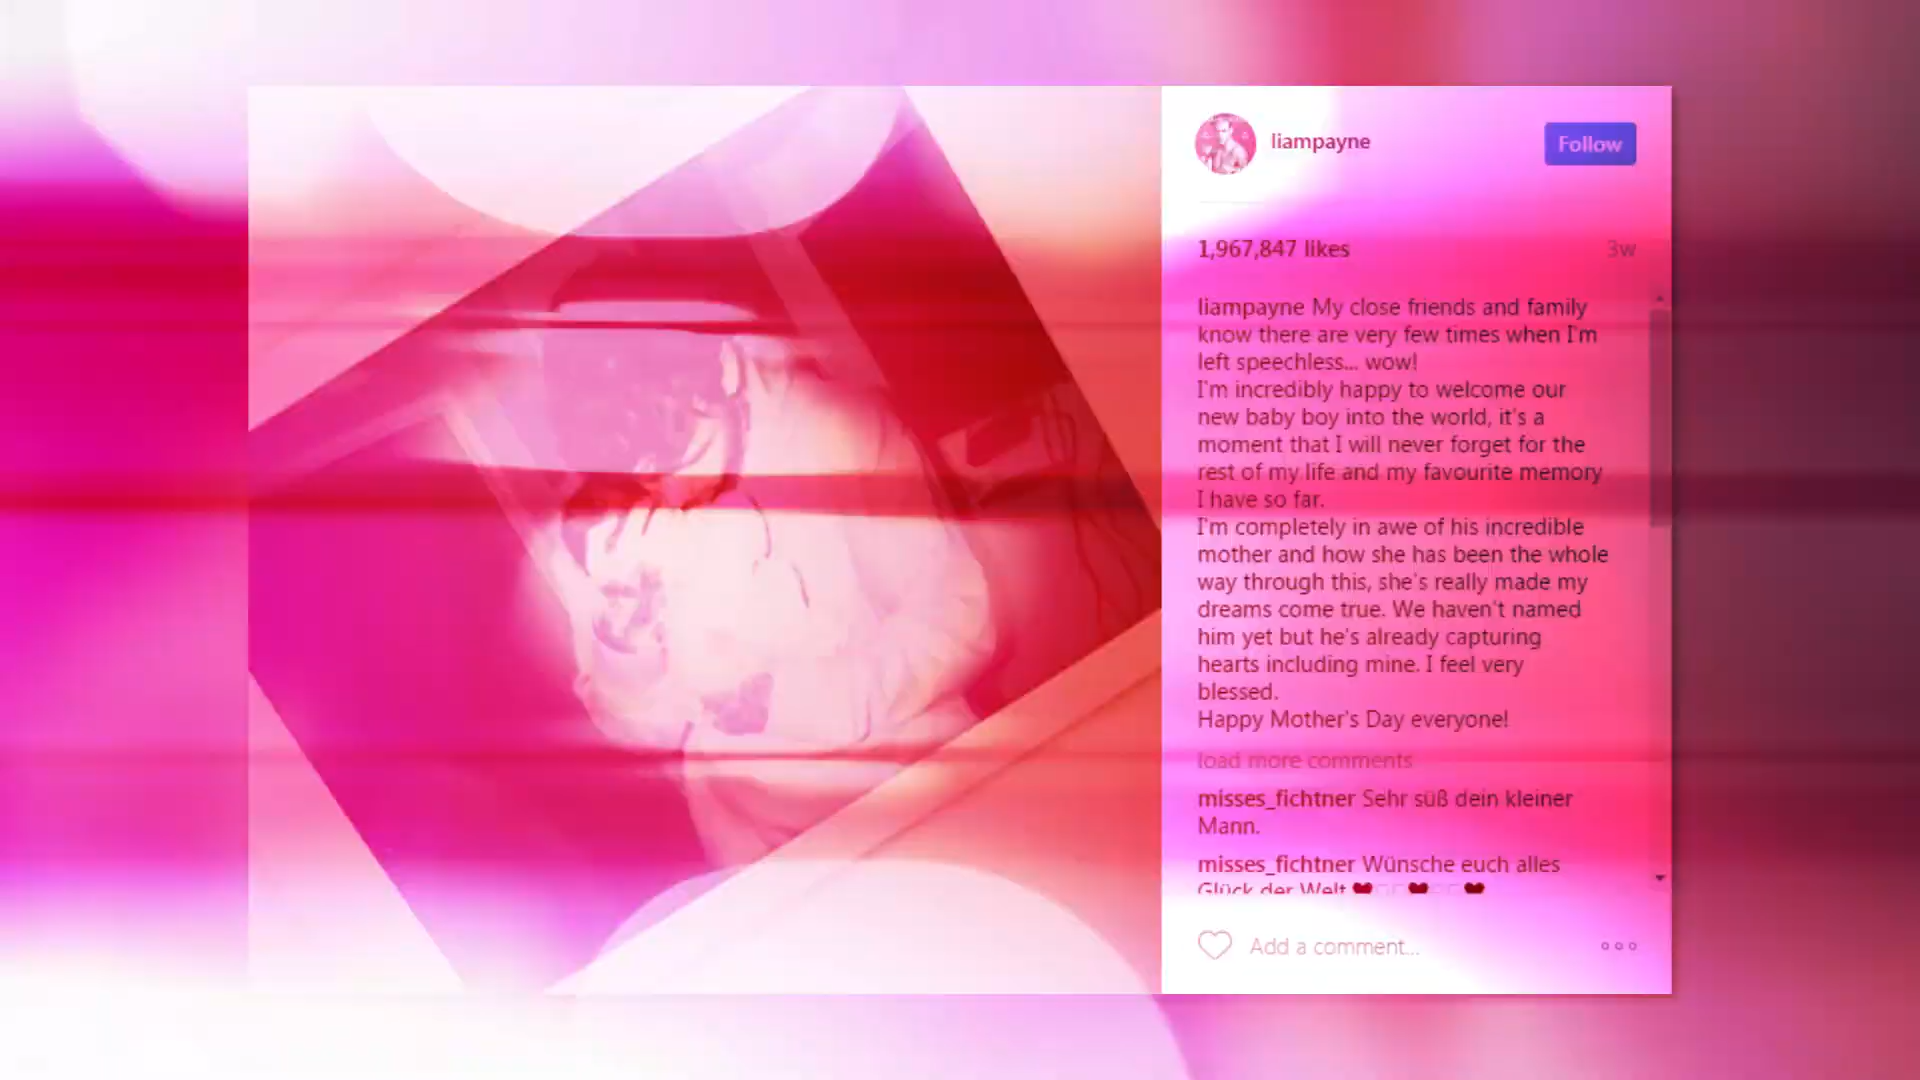 liampayne
Follow
1,967,847 likes
3w
liampayne My close friends and family
know there are very few times when I'm
left speechless... wow!
I'm incredibly happy to welcome our
new baby boy into the world, it's a
moment that I will never forget for the
rest of my life and my favourite memory
I have so far.
I'm completely in awe of his incredible
mother and how she has been the whole
way through this, she's really made my
dreams come true. We haven't named
him yet but he's already capturing
hearts including mine. I feel very
blessed.
Happy Mother's Day everyone!
load more comments
misses_fichtner Sehr süß dein kleiner
Mann.
misses_fichtner Wünsche euch alles
Glück der Welt ❤❤❤
Add a comment...